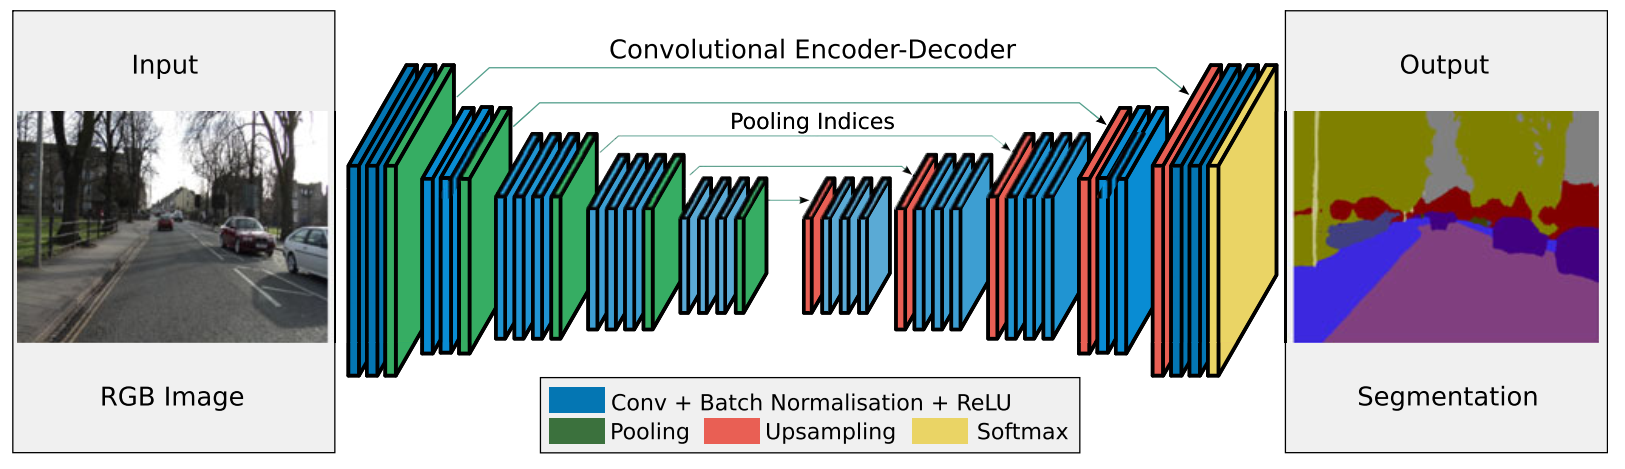 Input
RGB Image
Convolutional Encoder-Decoder
Pooling Indices
Output
Segmentation
Conv + Batch Normalisation + ReLU
Pooling Upsampling Softmax